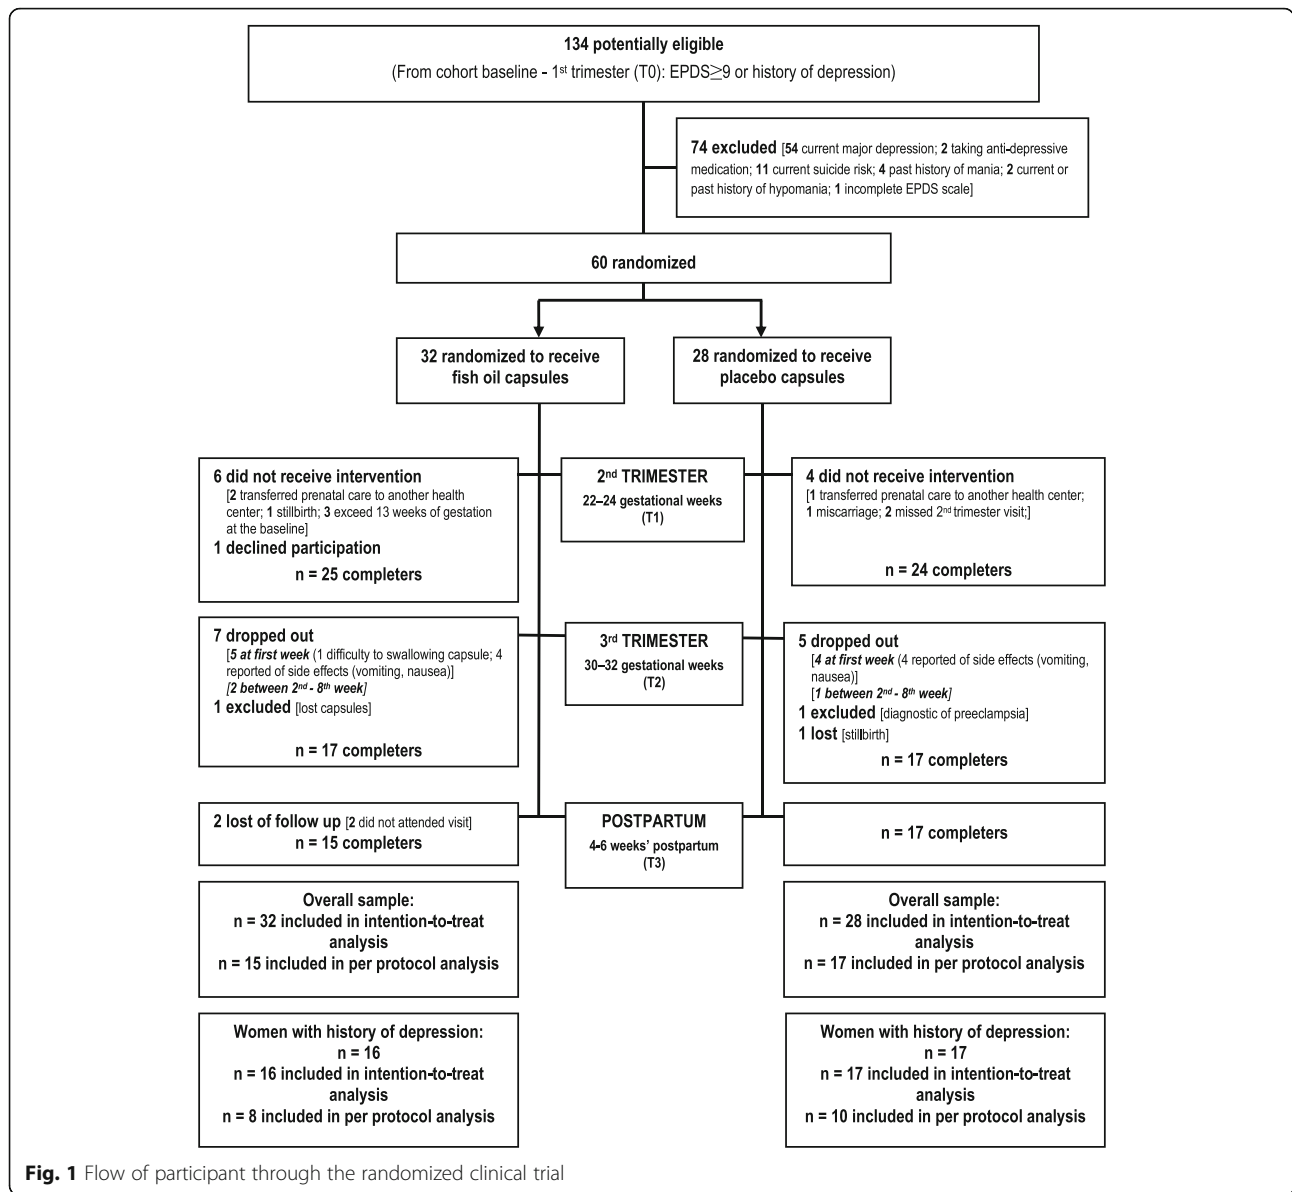 134 potentially eligible
(From cohort baseline - 1st trimester (T0): EPDS≥9 or history of depression)
74 excluded [54 current major depression; 2 taking anti-depressive
medication; 11 current suicide risk; 4 past history of mania; 2 current or
past history of hypomania; 1 incomplete EPDS scale]
60 randomized
32 randomized to receive
fish oil capsules
28 randomized to receive
placebo capsules
6 did not receive intervention
[2 transferred prenatal care to another health
center; 1 stillbirth; 3 exceed 13 weeks of gestation
at the baseline]
1 declined participation
n = 25 completers
2nd TRIMESTER
22–24 gestational weeks
(T1)
4 did not receive intervention
[1 transferred prenatal care to another health center;
1 miscarriage; 2 missed 2nd trimester visit;]
n = 24 completers
7 dropped out
[5 at first week (1 difficulty to swallowing capsule; 4
reported of side effects (vomiting, nausea)]
[2 between 2nd - 8th week]
1 excluded [lost capsules]
n = 17 completers
3rd TRIMESTER
30–32 gestational weeks
(T2)
5 dropped out
[4 at first week (4 reported of side effects (vomiting,
nausea)]
[1 between 2nd - 8th week]
1 excluded [diagnostic of preeclampsia]
1 lost [stillbirth]
n = 17 completers
2 lost of follow up [2 did not attended visit]
n = 15 completers
POSTPARTUM
4-6 weeks' postpartum
(T3)
n = 17 completers
Overall sample:
n = 32 included in intention-to-treat
analysis
n = 15 included in per protocol analysis
Overall sample:
n = 28 included in intention-to-treat
analysis
n = 17 included in per protocol analysis
Women with history of depression:
n = 16
n = 16 included in intention-to-treat
analysis
n = 8 included in per protocol analysis
Women with history of depression:
n = 17
n = 17 included in intention-to-treat
analysis
n = 10 included in per protocol analysis
Fig. 1 Flow of participant through the randomized clinical trial